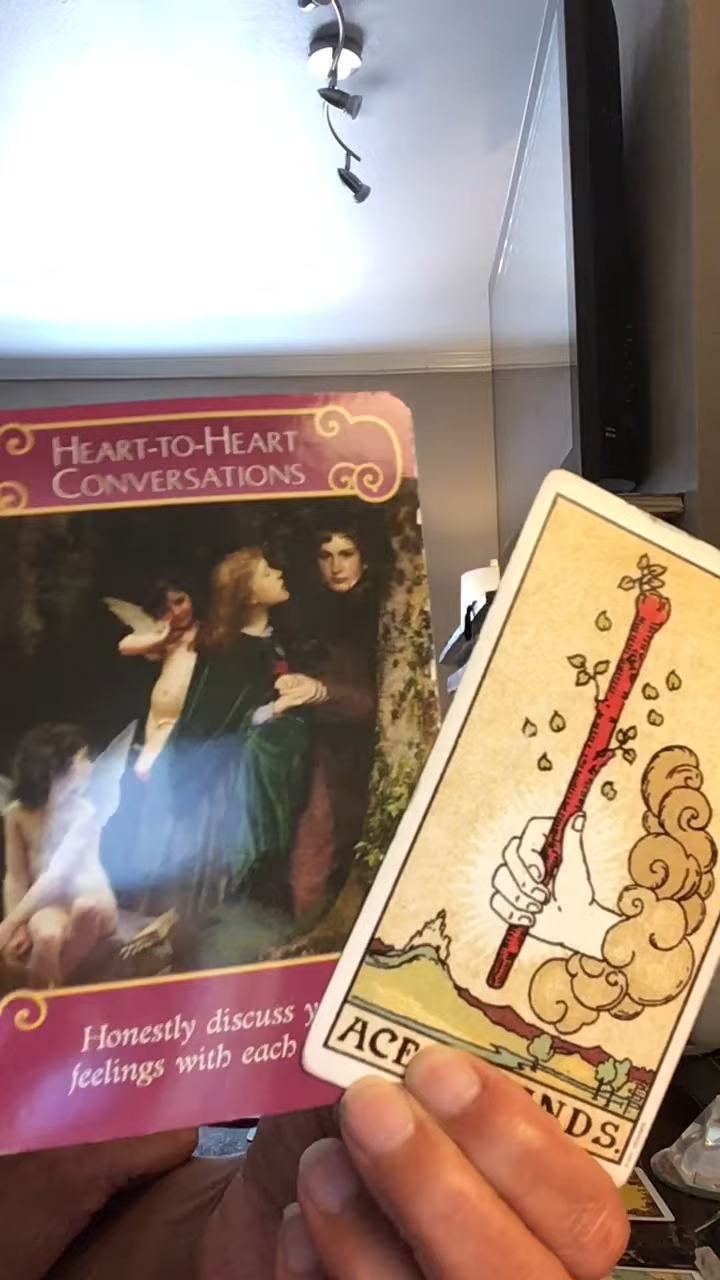 HEART-TO-HEART
CONVERSATIONS
Honestly discuss y
feelings with each
ACE NDS.